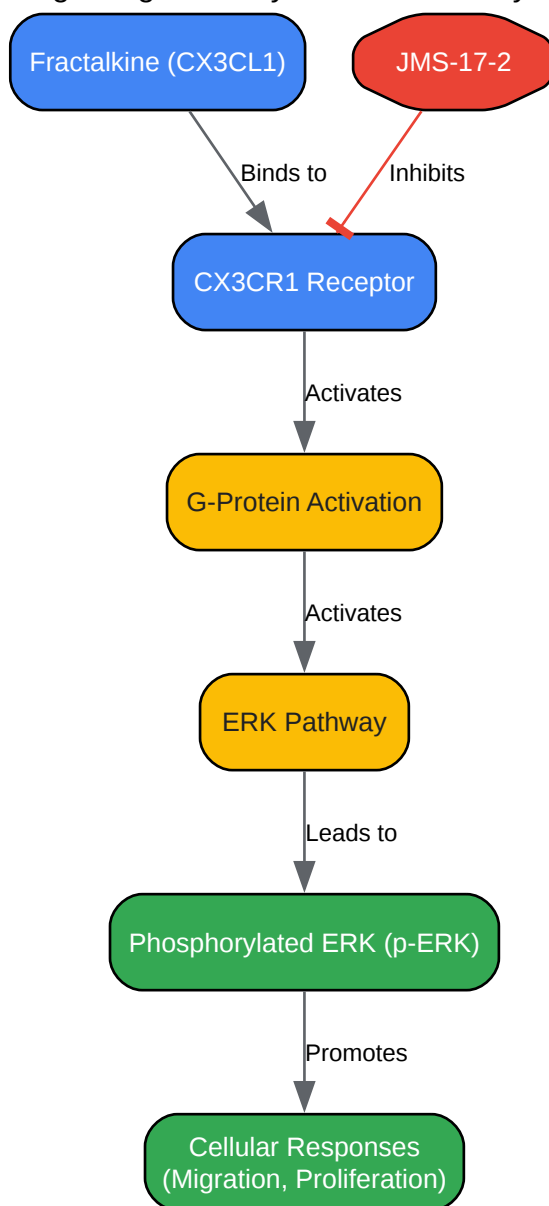 Fractalkine (CX3CL1)
JMS-17-2
Binds to
Inhibits
CX3CR1 Receptor
Activates
G-Protein Activation
Activates
ERK Pathway
Leads to
Phosphorylated ERK (p-ERK)
Promotes
Cellular Responses
(Migration, Proliferation)